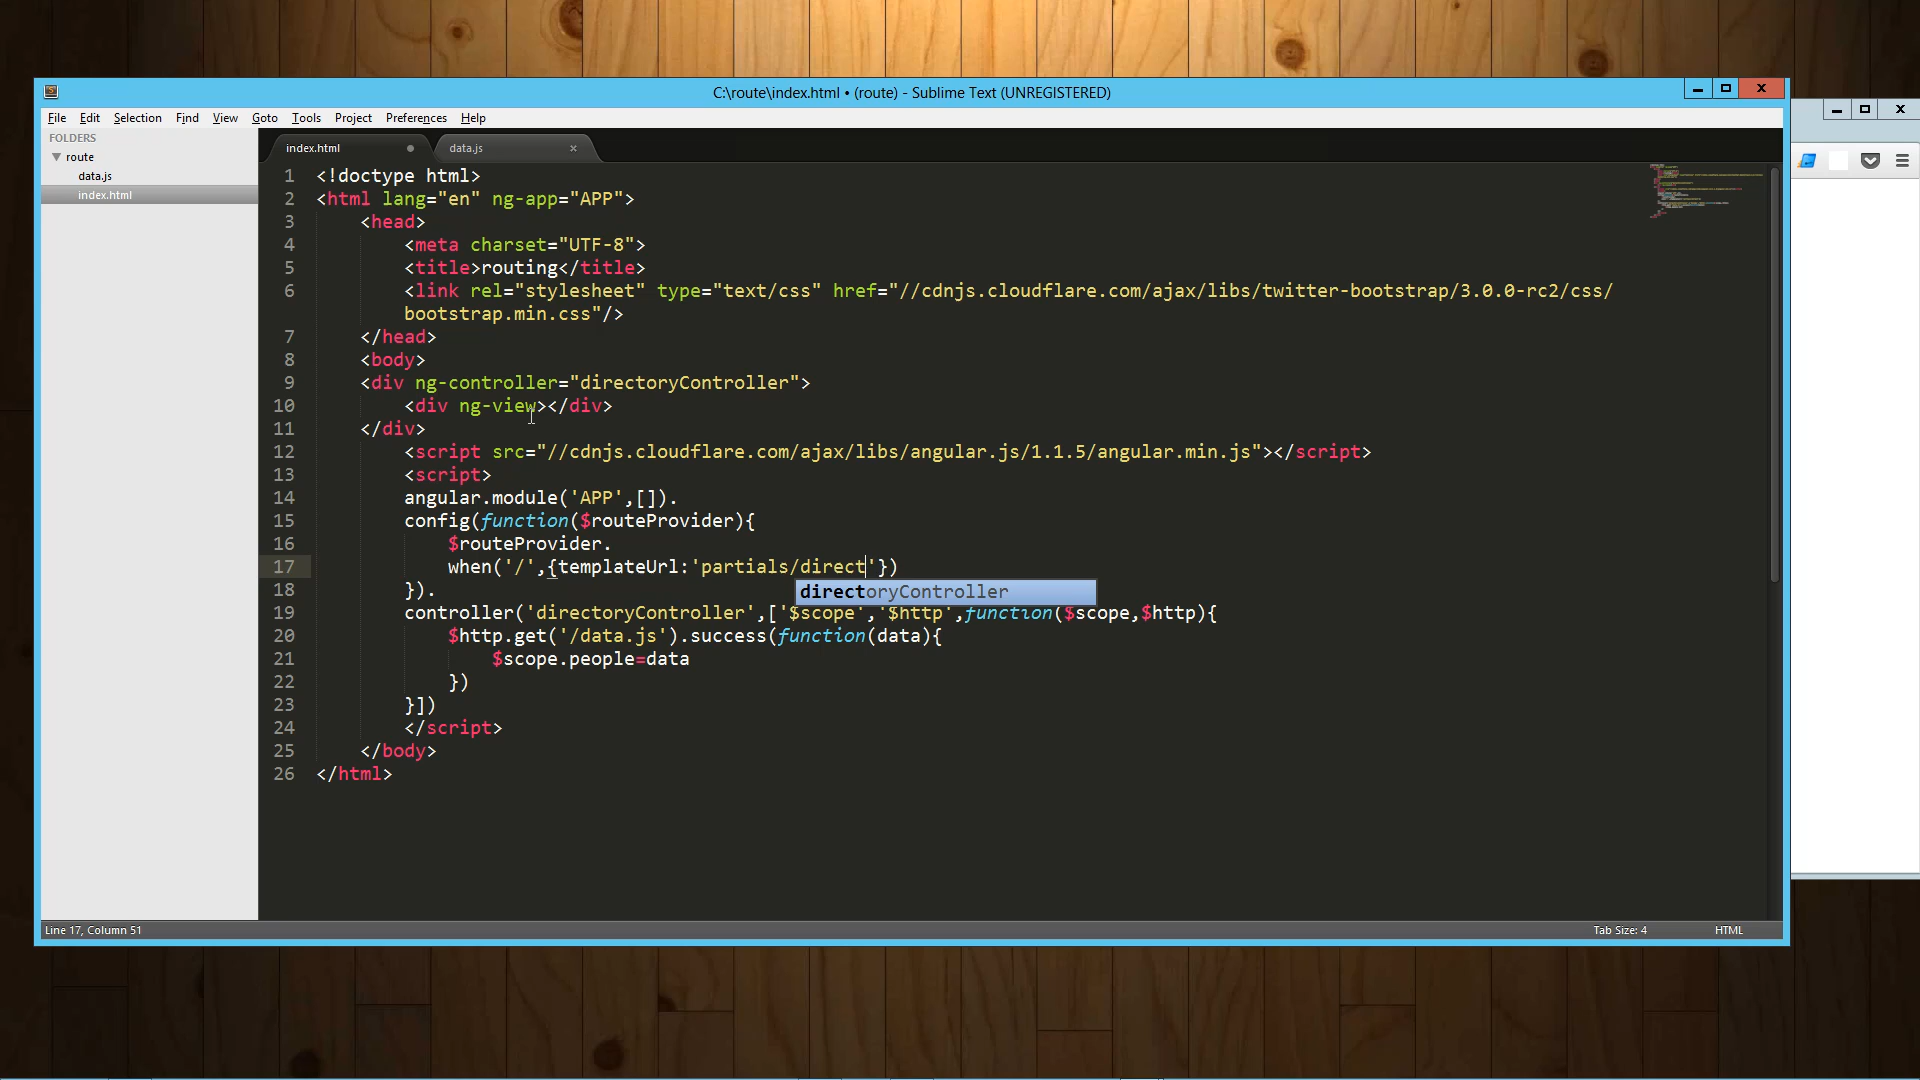 C:\route\index.html • (route) - Sublime Text (UNREGISTERED)
File Edit Selection Find View Goto Tools Project Preferences Help
FOLDERS
route
data.js
index.html
index.html
data.js
1 <!doctype html>
2 <html lang="en" ng-app="APP">
3 <head>
4 <meta charset="UTF-8">
5 <title>routing</title>
6 <link rel="stylesheet" type="text/css" href="//cdnjs.cloudflare.com/ajax/libs/twitter-bootstrap/3.0.0-rc2/css/
bootstrap.min.css"/>
7 </head>
8 <body>
9 <div ng-controller="directoryController">
10 <div ng-view></div>
11 </div>
12 <script src="//cdnjs.cloudflare.com/ajax/libs/angular.js/1.1.5/angular.min.js"></script>
13 <script>
14 angular.module('APP',[]).
15 config(function($routeProvider){
16 $routeProvider.
17 when('/',{templateUrl:'partials/direct'})
directoryController
18 }).
19 controller('directoryController',['$scope','$http',function($scope,$http){
20 $http.get('/data.js').success(function(data){
21 $scope.people=data
22 })
23 }])
24 </script>
25 </body>
26 </html>
Line 17, Column 51
Tab Size: 4
HTML